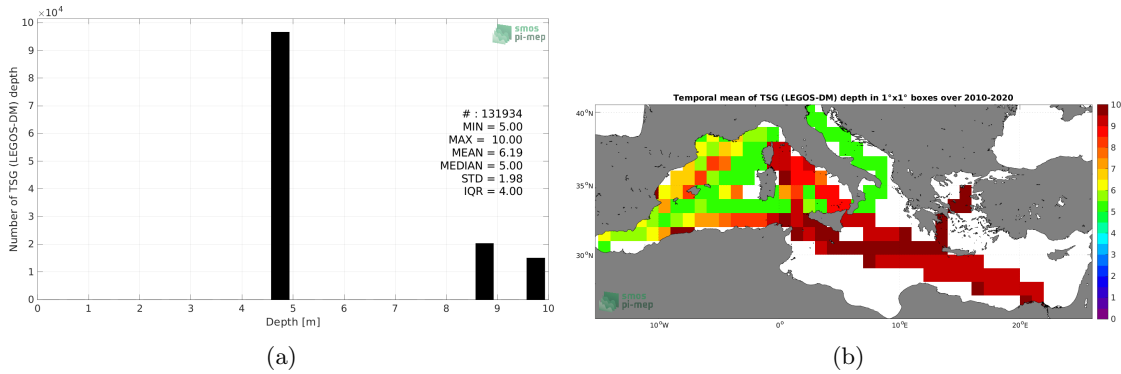 10 × 10⁴
smos
pi-mep
9
8
7
6
5
4
3
2
1
0
Number of TSG (LEGOS-DM) depth
# : 131934
MIN = 5.00
MAX = 10.00
MEAN = 6.19
MEDIAN = 5.00
STD = 1.98
IQR = 4.00
0 1 2 3 4 5 6 7 8 9 10
Depth [m]
(a)
Temporal mean of TSG (LEGOS-DM) depth in 1°x1° boxes over 2010-2020
40°N
35°N
30°N
smos
pi-mep
10°W 0° 10°E 20°E
10
9
8
7
6
5
4
3
2
1
0
(b)